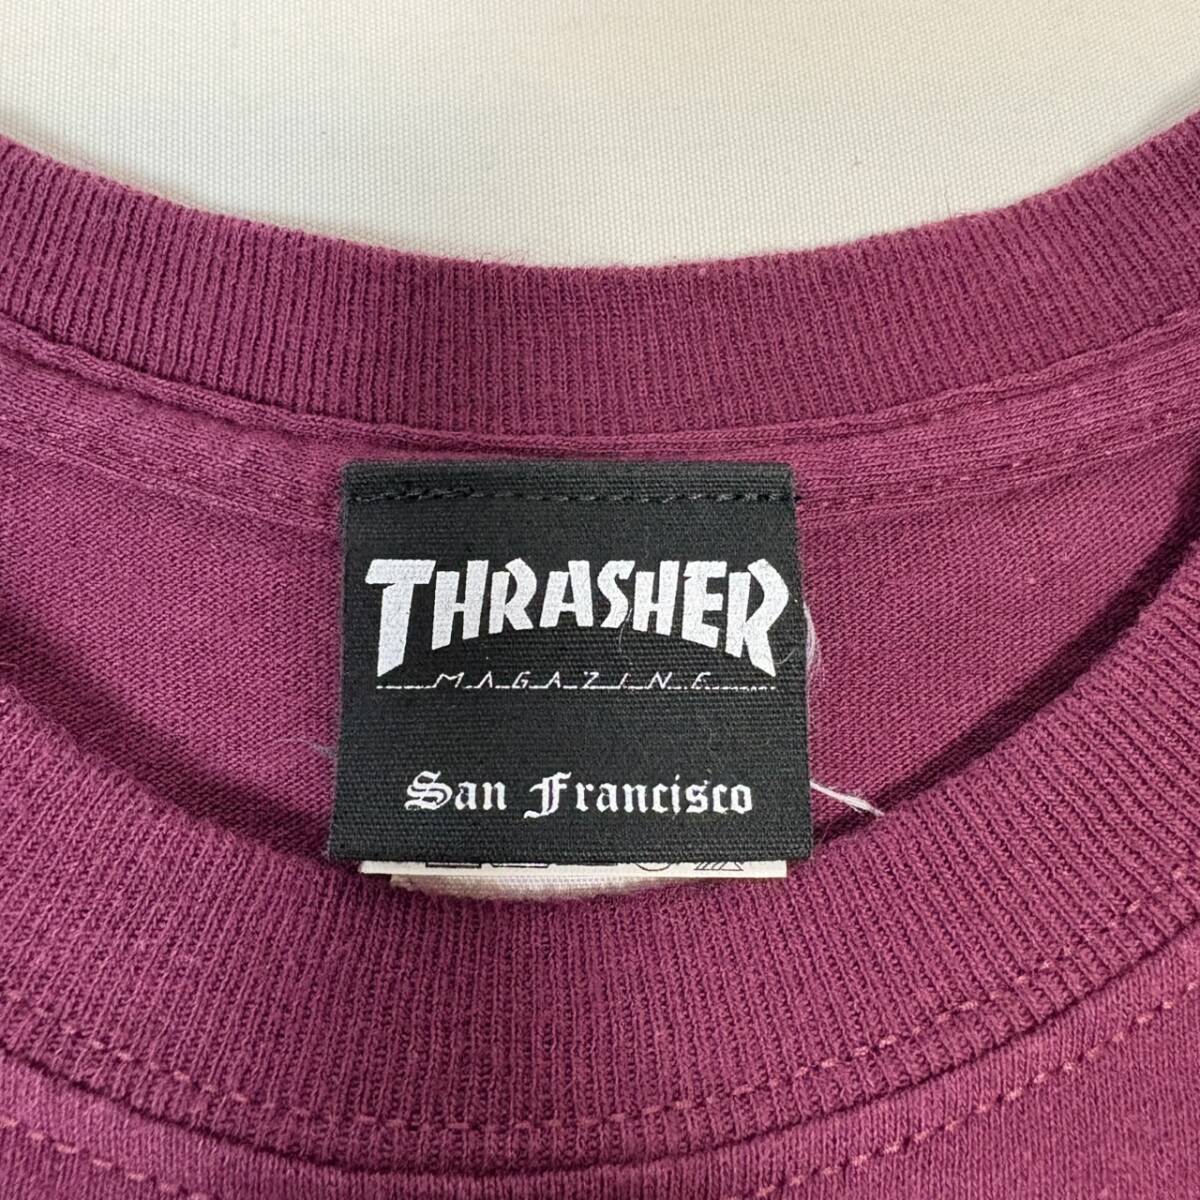 THRASHER
MAGAZINE
San Francisco